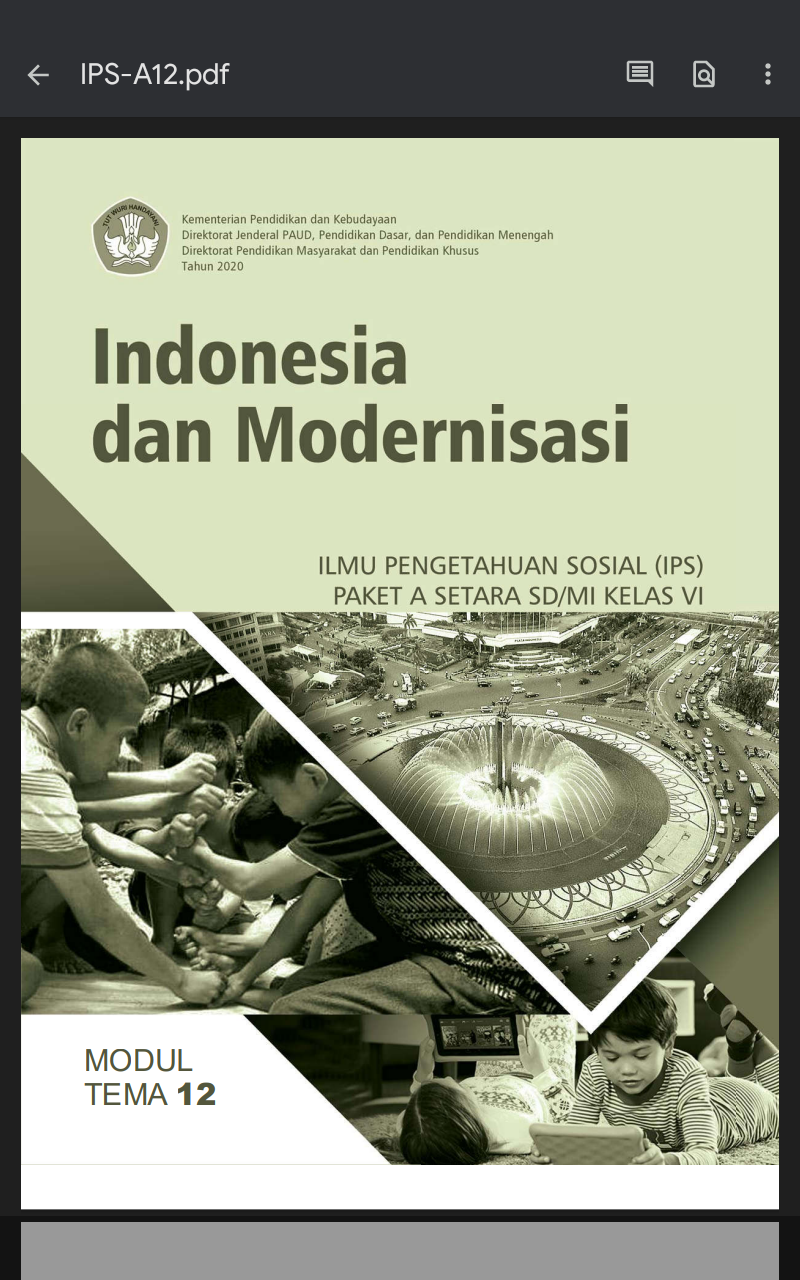 IPS-A12.pdf
TUT WURI HANDAYANI
Kementerian Pendidikan dan Kebudayaan
Direktorat Jenderal PAUD, Pendidikan Dasar, dan Pendidikan Menengah
Direktorat Pendidikan Masyarakat dan Pendidikan Khusus
Tahun 2020
Indonesia
dan Modernisasi
ILMU PENGETAHUAN SOSIAL (IPS)
PAKET A SETARA SD/MI KELAS VI
MODUL
TEMA 12